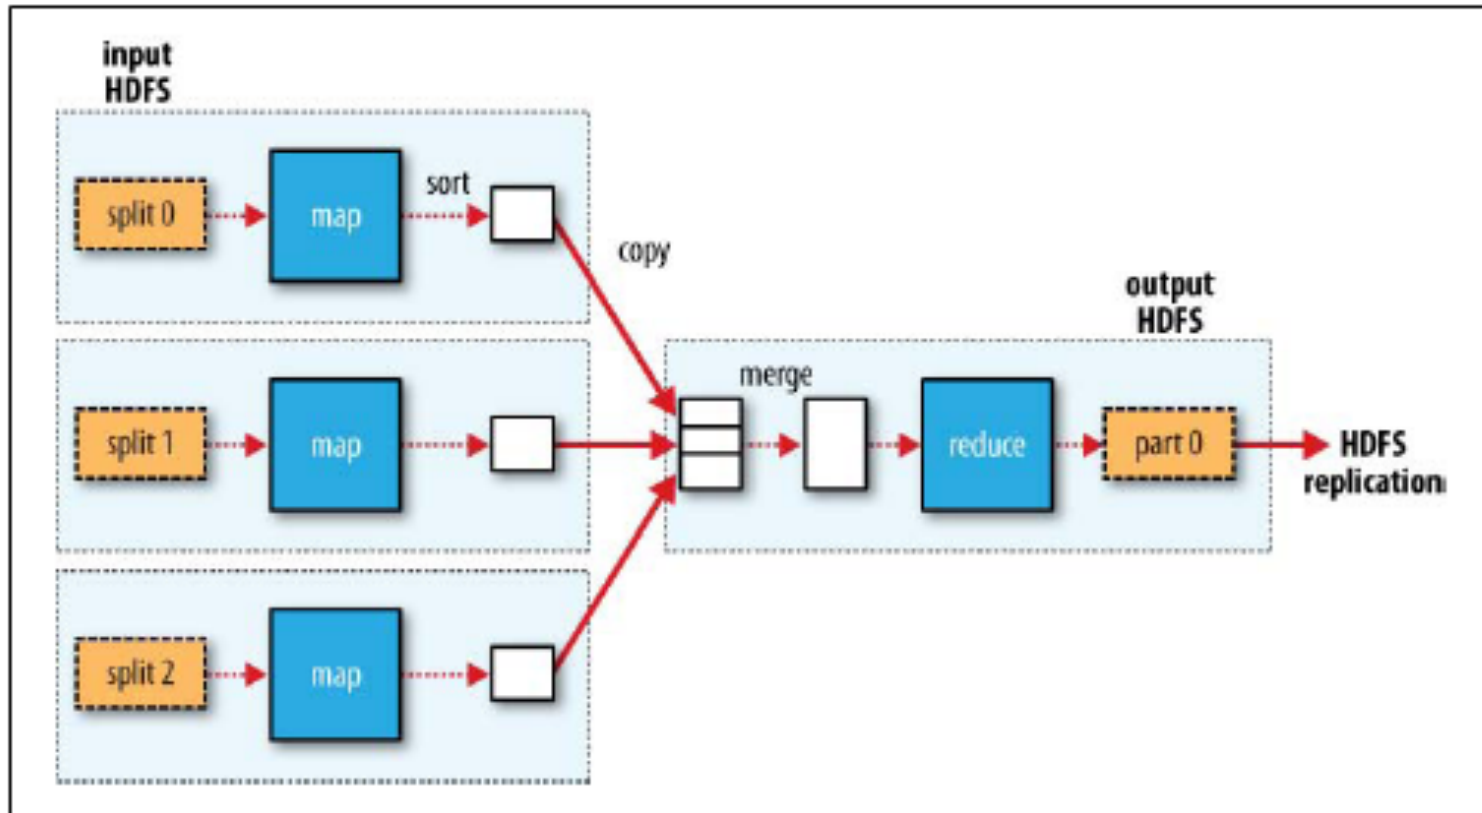 input
HDFS
split 0
map
sort
copy
split 1
map
split 2
map
output
HDFS
merge
reduce
part 0
HDFS
replication